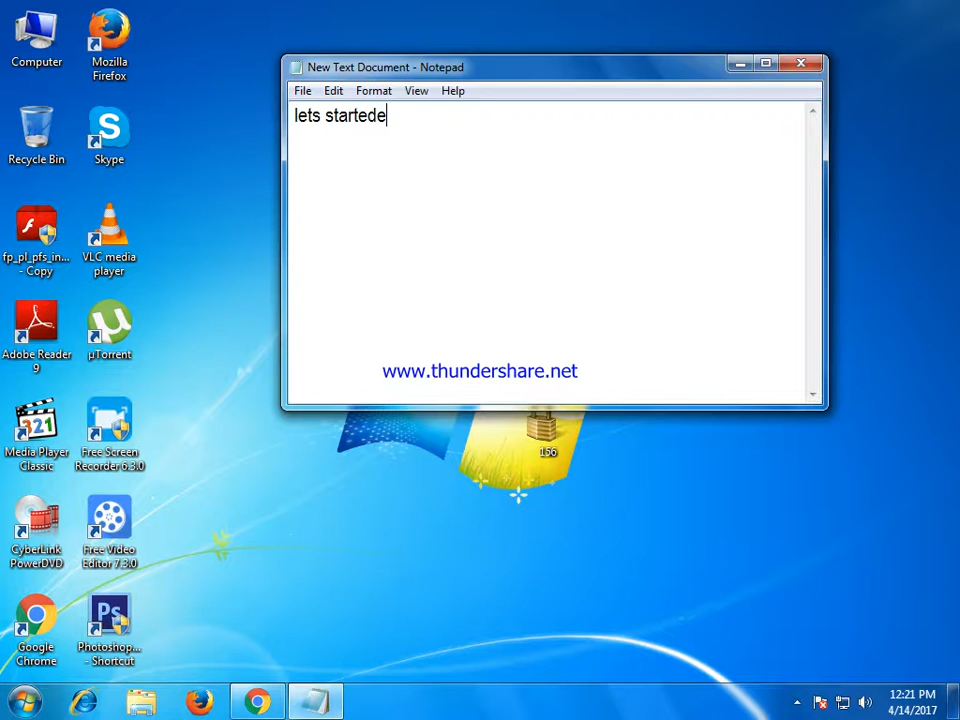 Computer
Mozilla
Firefox
Recycle Bin
Skype
fp_pl_pfs_in...
- Copy
VLC media
player
Adobe Reader
9
µTorrent
Media Player
Classic
Free Screen
Recorder 6.3.0
CyberLink
PowerDVD
Free Video
Editor 7.3.0
Google
Chrome
Photoshop...
- Shortcut
New Text Document - Notepad
File Edit Format View Help
lets startede
www.thundershare.net
156
12:21 PM
4/14/2017